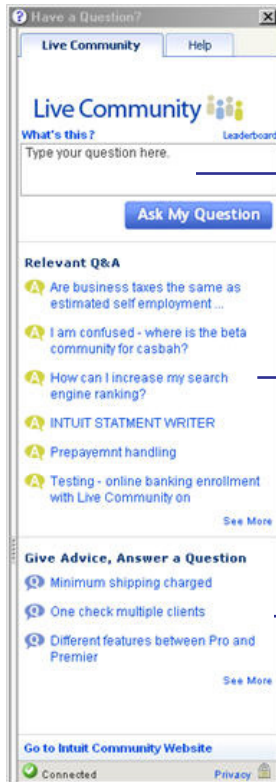 Have a Question?
Live Community
Help
Live Community
What's this?
Leaderboard
Type your question here.
Ask My Question
Relevant Q&A
Are business taxes the same as
estimated self employment ...
I am confused - where is the beta
community for casbah?
How can I increase my search
engine ranking?
INTUIT STATMENT WRITER
Prepayemnt handling
Testing - online banking enrollment
with Live Community on
See More
Give Advice, Answer a Question
Minimum shipping charged
One check multiple clients
Different features between Pro and
Premier
See More
Go to Intuit Community Website
Connected
Privacy